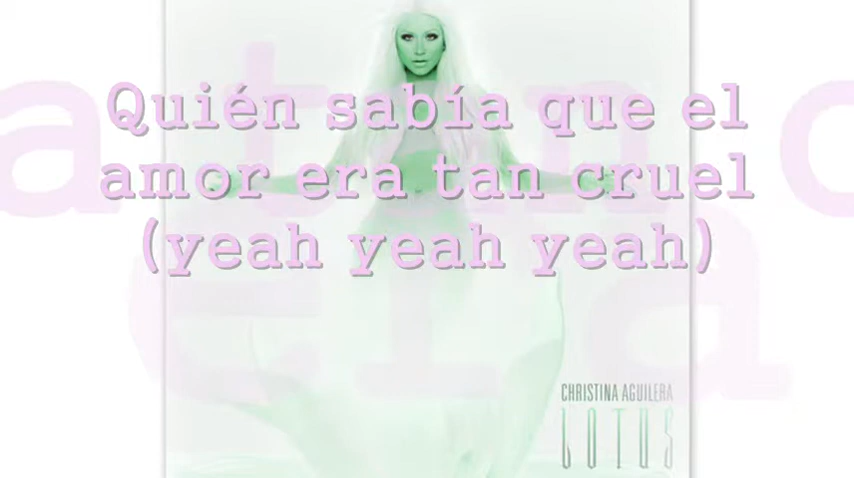 Quién sabía que el
amor era tan cruel
(yeah yeah yeah)
CHRISTINA AGUILERA
LOTUS